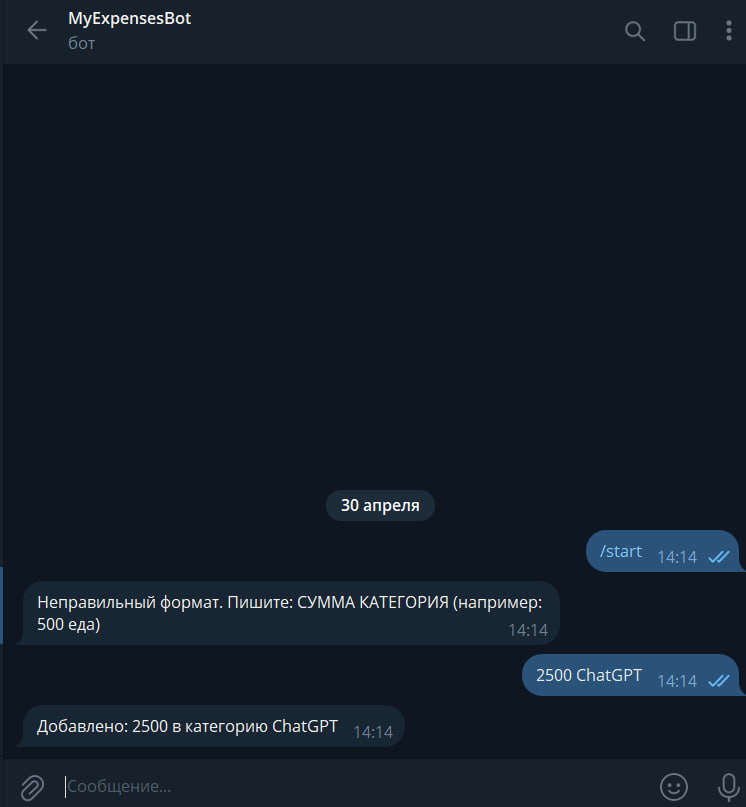 MyExpensesBot
бот
30 апреля
/start 14:14
Неправильный формат. Пишите: СУММА КАТЕГОРИЯ (например:
500 еда) 14:14
2500 ChatGPT 14:14
Добавлено: 2500 в категорию ChatGPT 14:14
Сообщение...